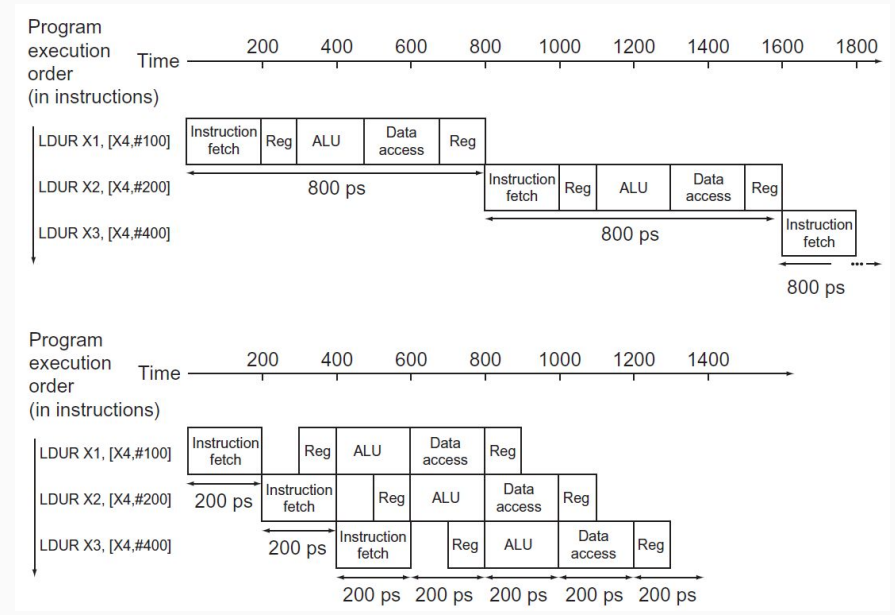 Program
execution
order
(in instructions)
Time
200 400 600 800 1000 1200 1400 1600 1800
LDUR X1, [X4,#100]
Instruction
fetch
Reg
ALU
Data
access
Reg
800 ps
LDUR X2, [X4,#200]
Instruction
fetch
Reg
ALU
Data
access
Reg
800 ps
LDUR X3, [X4,#400]
Instruction
fetch
...
800 ps
Program
execution
order
(in instructions)
Time
200 400 600 800 1000 1200 1400
LDUR X1, [X4,#100]
Instruction
fetch
Reg
ALU
Data
access
Reg
200 ps
LDUR X2, [X4,#200]
Instruction
fetch
Reg
ALU
Data
access
Reg
200 ps
LDUR X3, [X4,#400]
Instruction
fetch
Reg
ALU
Data
access
Reg
200 ps 200 ps 200 ps 200 ps 200 ps